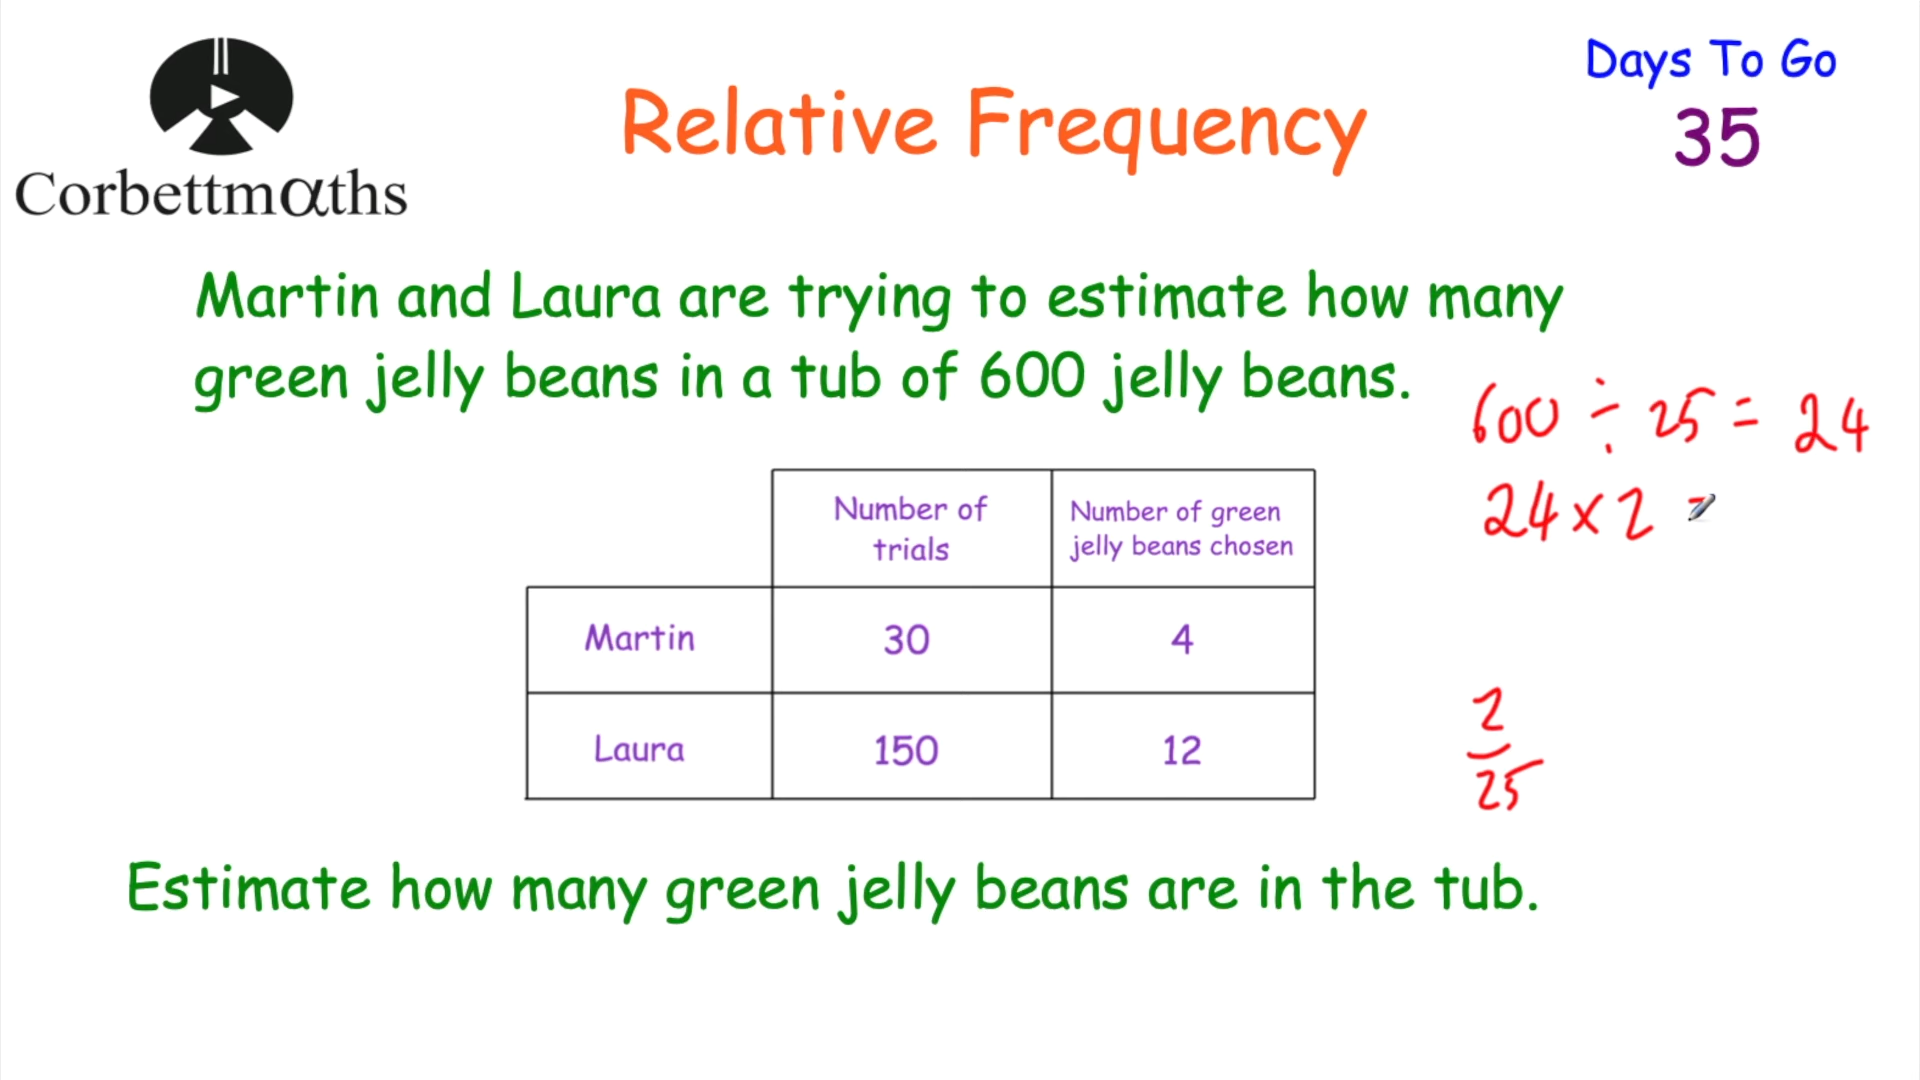 Corbettmαths
Relative Frequency
Days To Go
35
Martin and Laura are trying to estimate how many
green jelly beans in a tub of 600 jelly beans.
600 ÷ 25 = 24
24 × 2 =
Number of
trials
Number of green
jelly beans chosen
Martin 30 4
Laura 150 12
2
25
Estimate how many green jelly beans are in the tub.